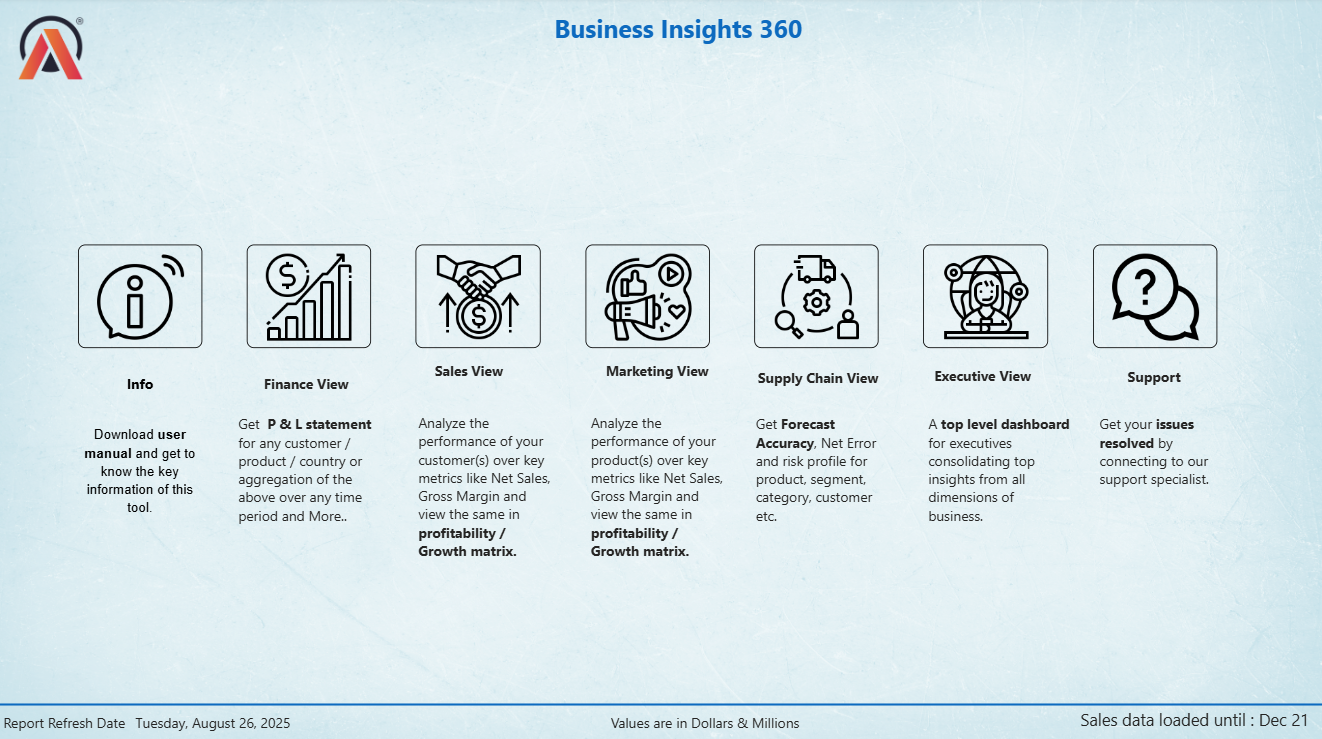 ®
Business Insights 360
Info
Download user
manual and get to
know the key
information of this
tool.
Finance View
Get P & L statement
for any customer /
product / country or
aggregation of the
above over any time
period and More..
Sales View
Analyze the
performance of your
customer(s) over key
metrics like Net Sales,
Gross Margin and
view the same in
profitability /
Growth matrix.
Marketing View
Analyze the
performance of your
product(s) over key
metrics like Net Sales,
Gross Margin and
view the same in
profitability /
Growth matrix.
Supply Chain View
Get Forecast
Accuracy, Net Error
and risk profile for
product, segment,
category, customer
etc.
Executive View
A top level dashboard
for executives
consolidating top
insights from all
dimensions of
business.
Support
Get your issues
resolved by
connecting to our
support specialist.
Report Refresh Date Tuesday, August 26, 2025
Values are in Dollars & Millions
Sales data loaded until : Dec 21